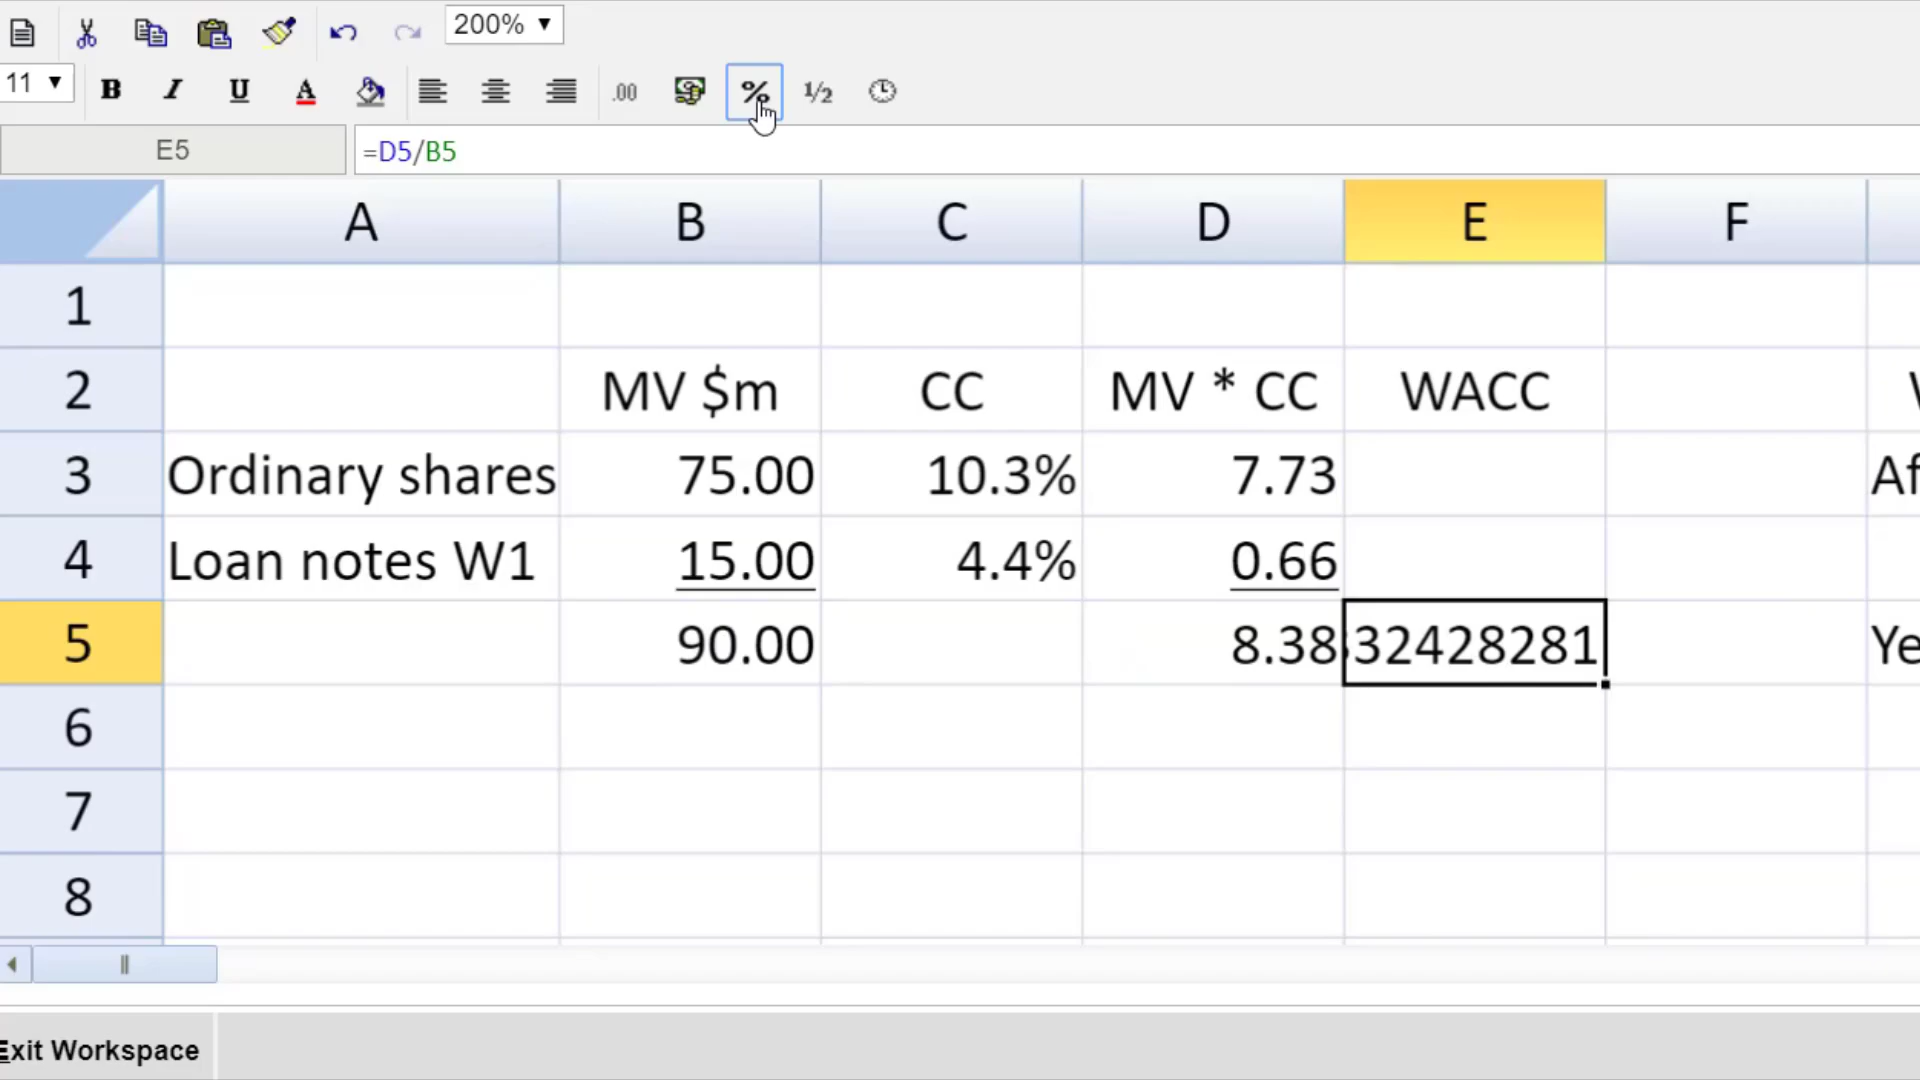 200% ▼
11 ▼ B I U A .00 % ½
E5 =D5/B5
A B C D E F
1
2 MV $m CC MV * CC WACC
3 Ordinary shares 75.00 10.3% 7.73
4 Loan notes W1 15.00 4.4% 0.66
5 90.00 8.38 32428281
6
7
8
Exit Workspace